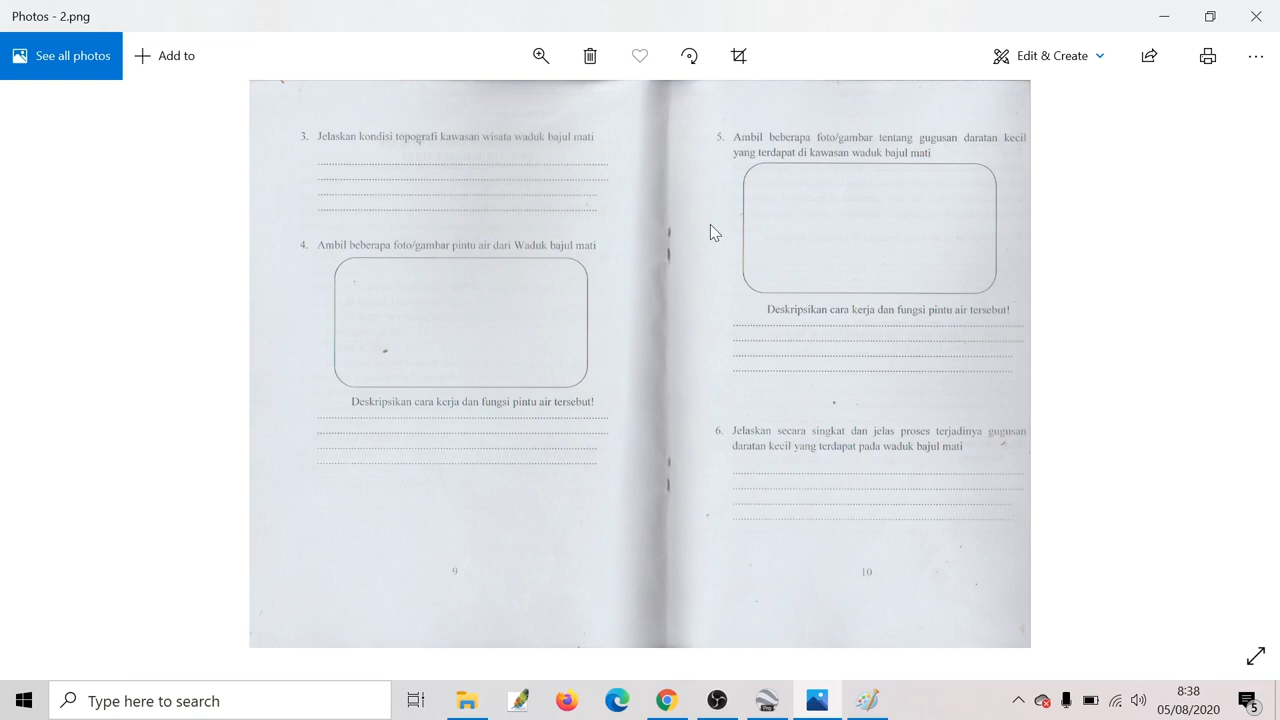 Photos - 2.png
See all photos
Add to
Edit & Create
3. Jelaskan kondisi topografi kawasan wisata waduk bajul mati
4. Ambil beberapa foto/gambar pintu air dari Waduk bajul mati
Deskripsikan cara kerja dan fungsi pintu air tersebut!
9
5. Ambil beberapa foto/gambar tentang gugusan daratan kecil
yang terdapat di kawasan waduk bajul mati
Deskripsikan cara kerja dan fungsi pintu air tersebut!
6. Jelaskan secara singkat dan jelas proses terjadinya gugusan
daratan kecil yang terdapat pada waduk bajul mati
10
Type here to search
Pro
8:38
05/08/2020
5